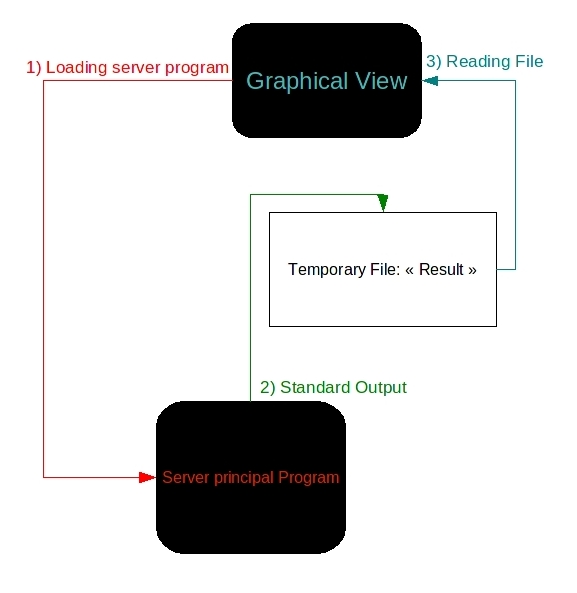 1) Loading server program
3) Reading File
Graphical View
Temporary File: « Result »
2) Standard Output
Server principal Program